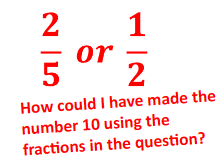 2/5 or 1/2
How could I have made the
number 10 using the
fractions in the question?